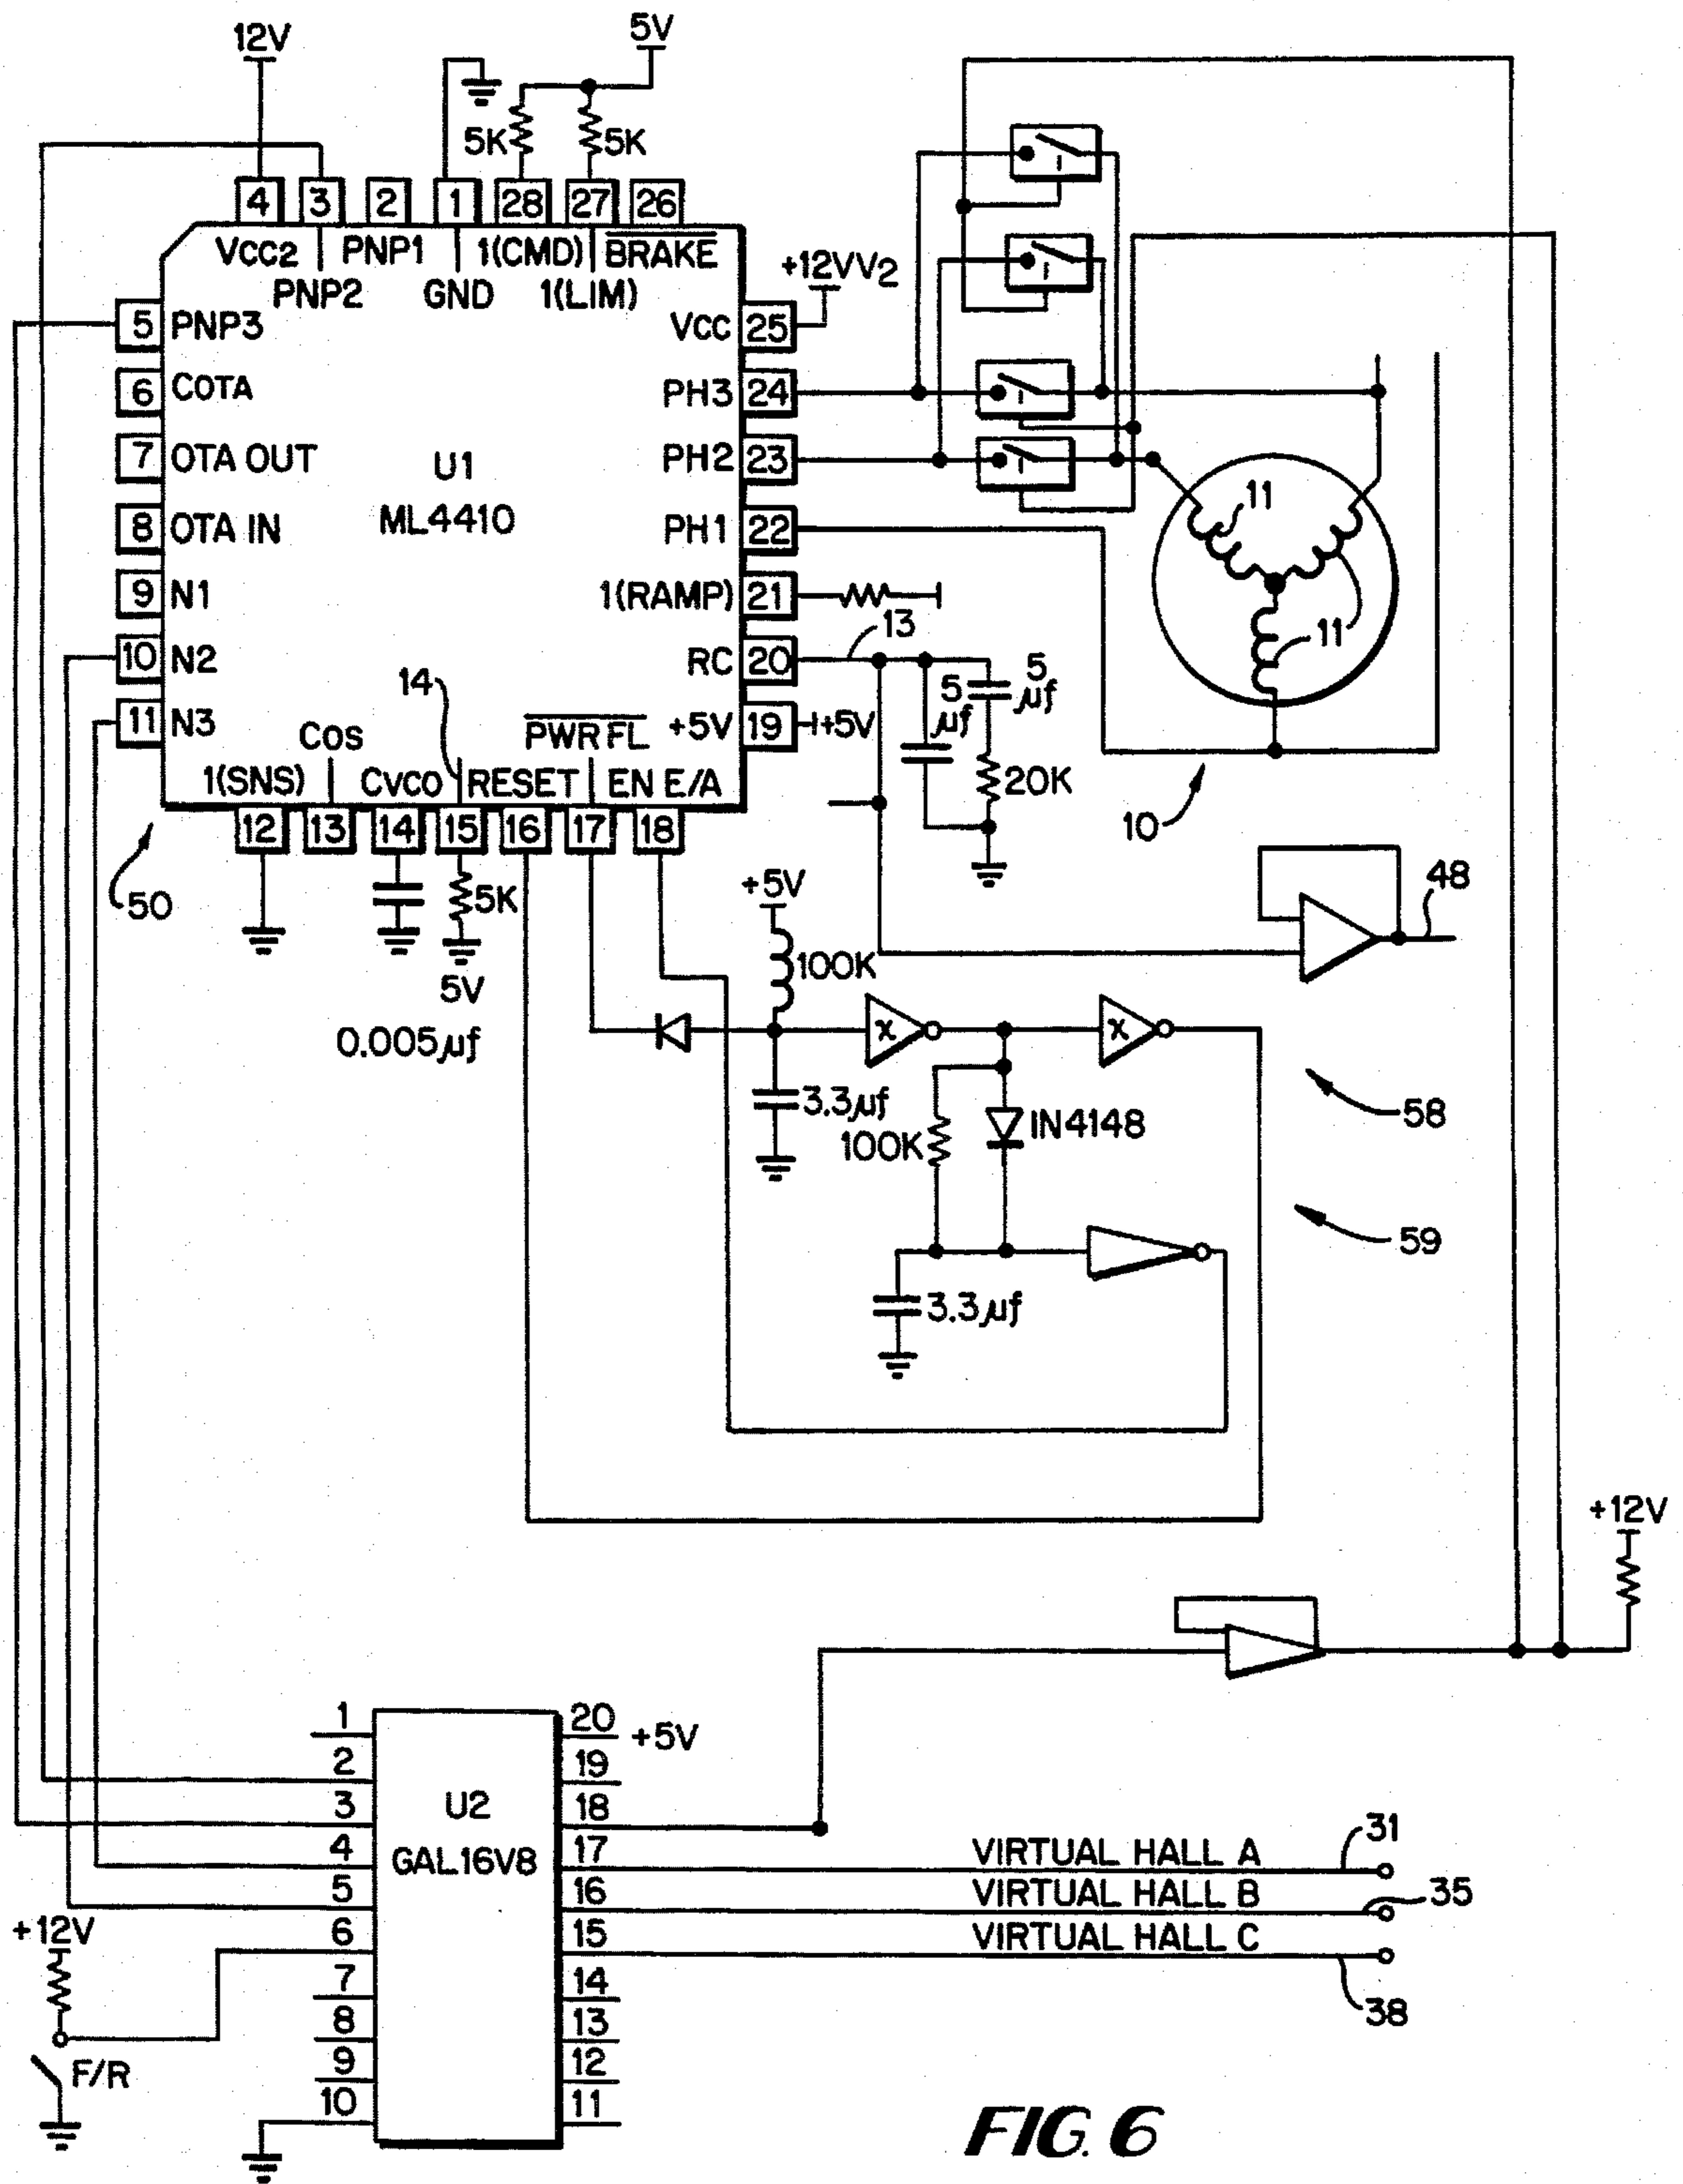 12V
5V
5K
5K
4
3
2
1
28
27
26
VCC2
PNP1
1(CMD)
BRAKE
PNP2
GND
1(LIM)
+12VV2
5
PNP3
VCC
25
6
COTA
PH3
24
7
OTA OUT
U1
PH2
23
ML4410
8
OTA IN
PH1
22
11
9
N1
1(RAMP)
21
13
11
10
N2
RC
20
14
5
µf
5
µf
11
N3
COS
PWR FL
+5V
19
+5V
1(SNS)
CVCO
RESET
EN E/A
20K
12
13
14
15
16
17
18
10
50
5K
+5V
48
5V
100K
0.005µf
X
X
3.3µf
58
100K
IN4148
59
3.3µf
+12V
1
20
+5V
2
19
3
U2
18
4
GAL16V8
17
VIRTUAL HALL A
31
5
16
VIRTUAL HALL B
35
+12V
6
15
VIRTUAL HALL C
7
14
38
8
13
F/R
9
12
10
11
FIG. 6